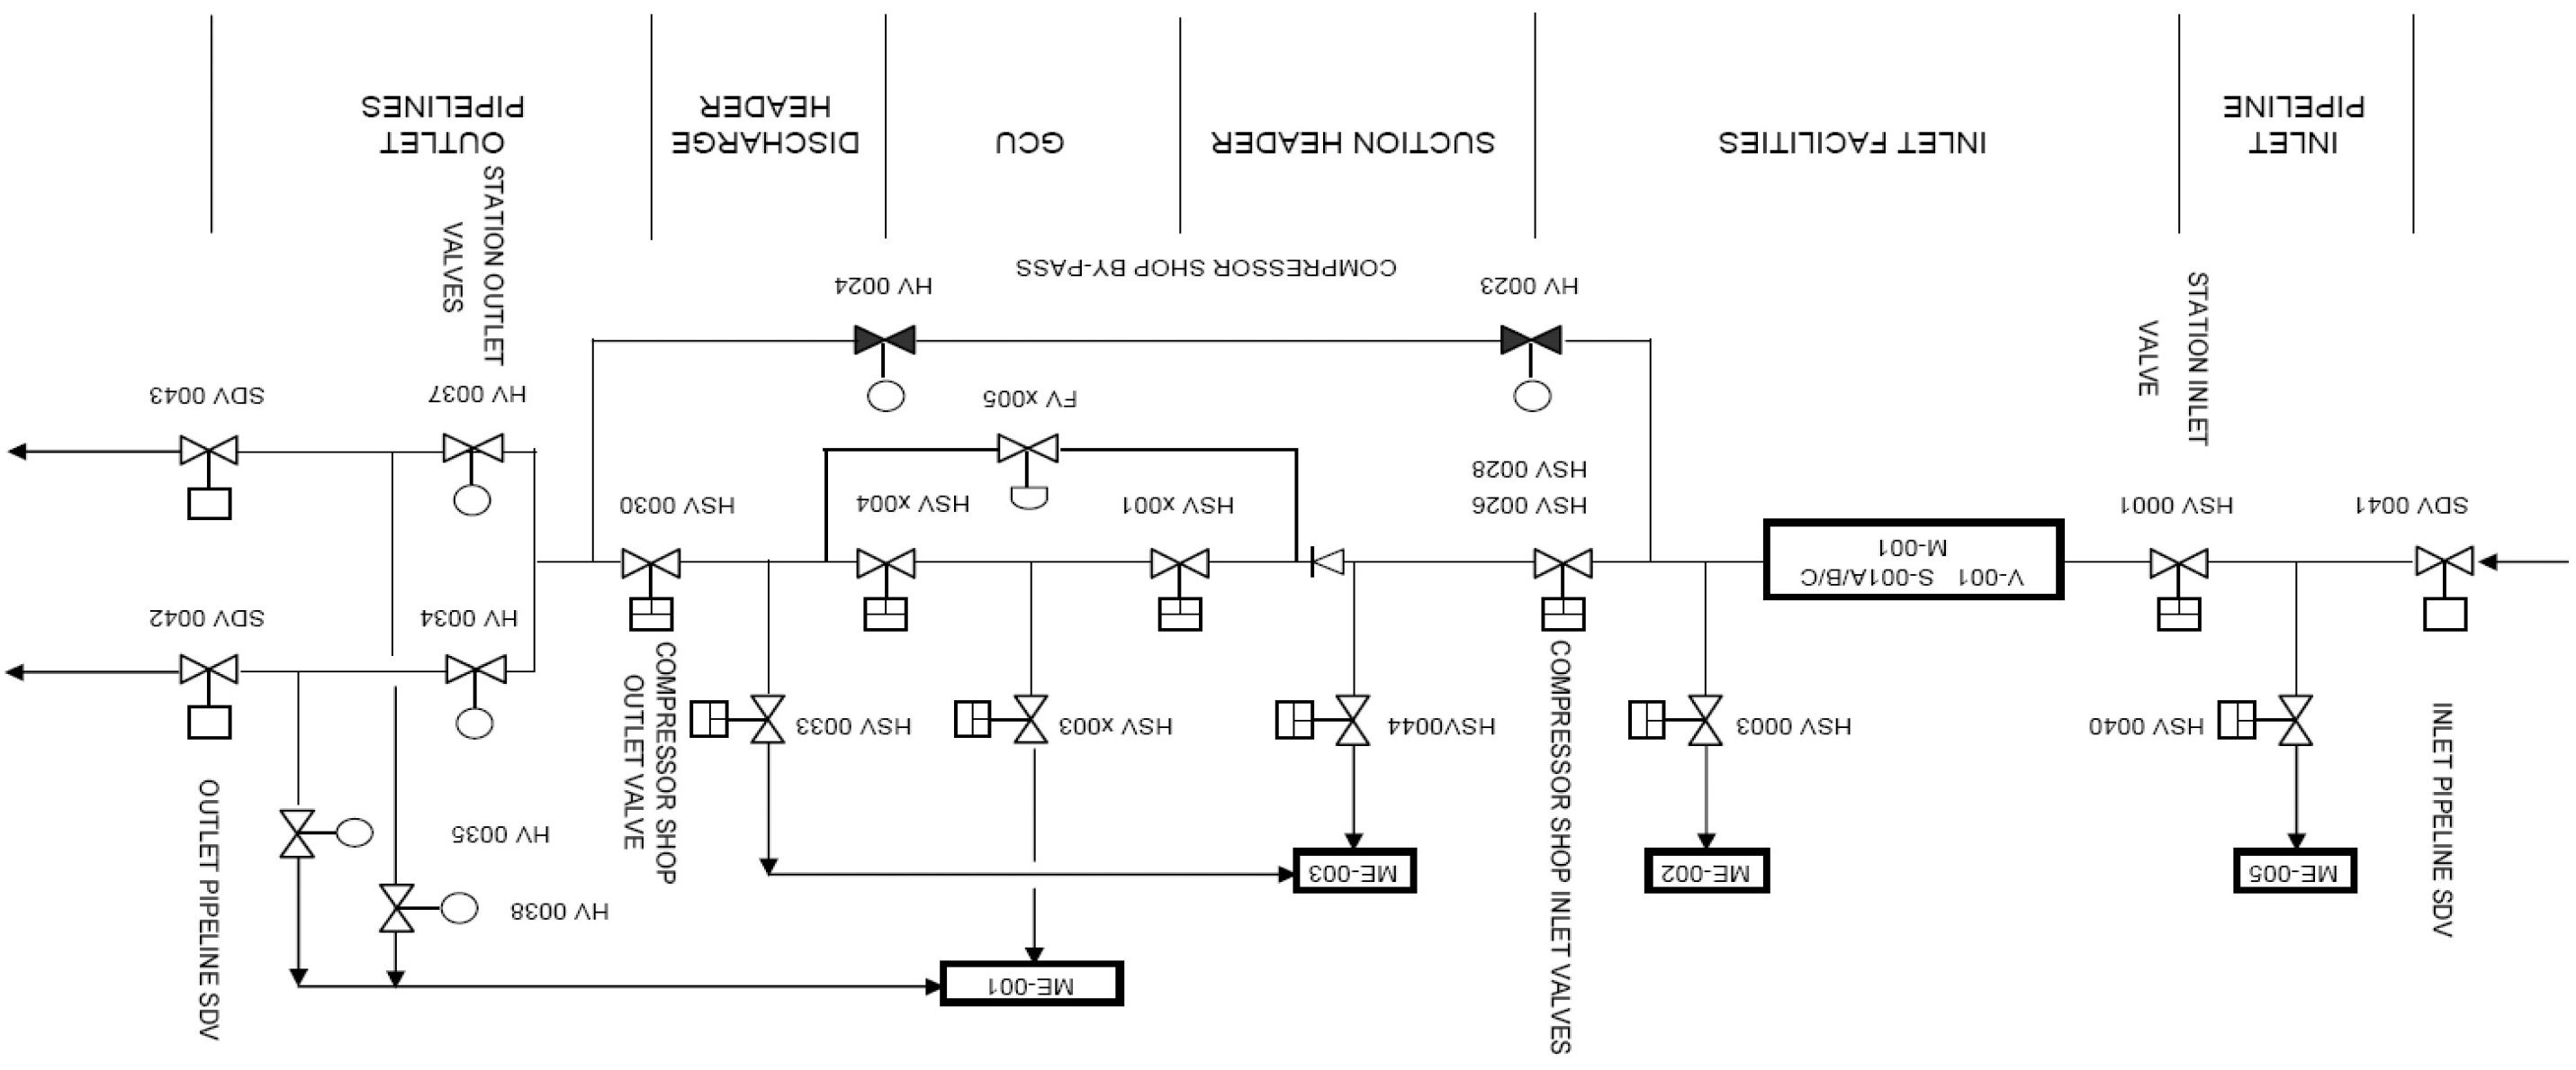 ME-001
INLET PIPELINE SDV
COMPRESSOR SHOP INLET VALVES
OUTLET PIPELINE SDV
HV 0038
ME-005
ME-002
ME-003
COMPRESSOR SHOP
OUTLET VALVE
HV 0035
HSV 0040
HSV 0003
HSV0044
HSV x003
HSV 0033
HV 0034
SDV 0042
V-001 S-001A/B/C
M-001
SDV 0041
HSV 0001
HSV 0026
HSV 0028
HSV x001
HSV x004
HSV 0030
FV x005
HV 0037
SDV 0043
STATION INLET
VALVE
HV 0023
HV 0024
COMPRESSOR SHOP BY-PASS
STATION OUTLET
VALVES
INLET
PIPELINE
INLET FACILITIES
SUCTION HEADER
GCU
DISCHARGE
HEADER
OUTLET
PIPELINES